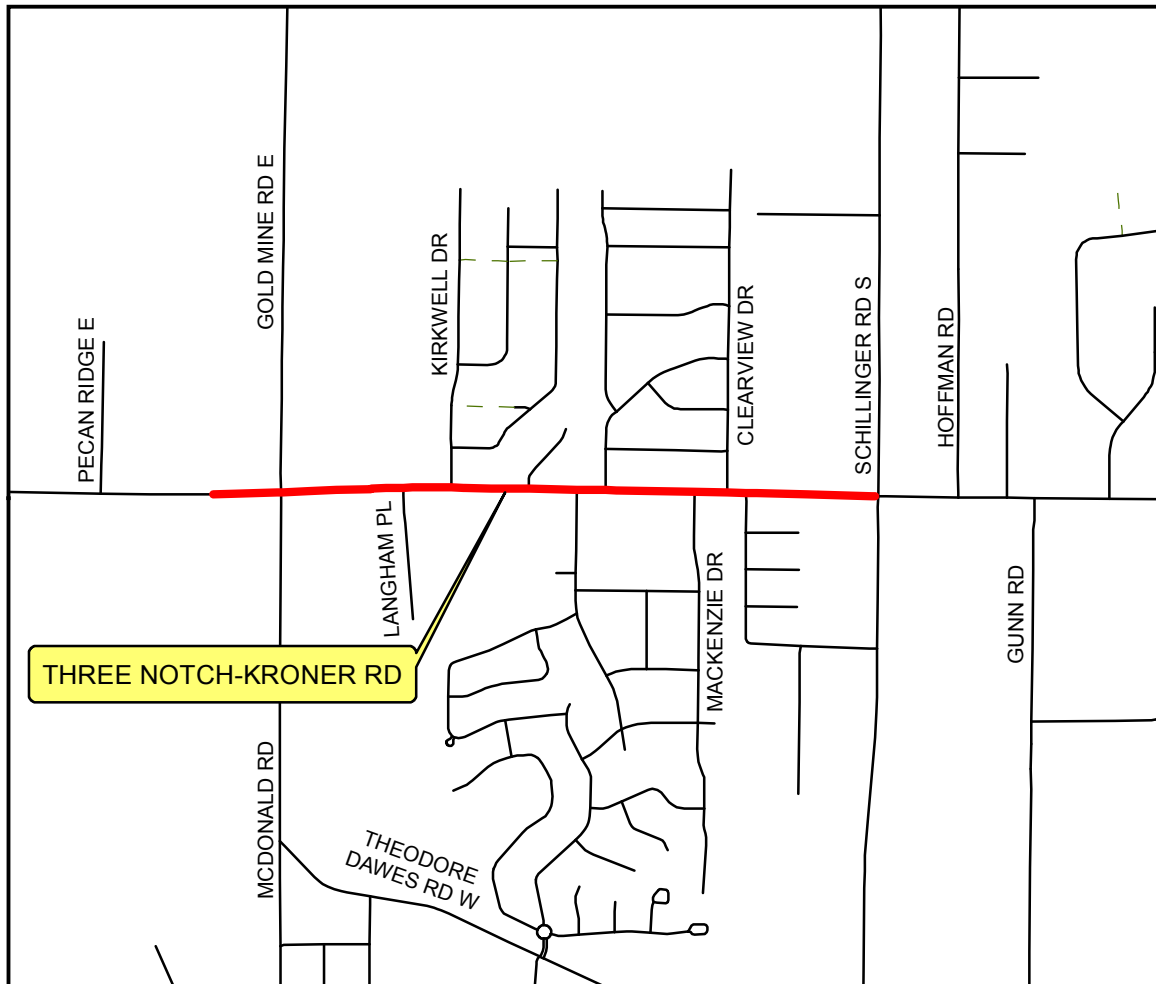 GOLD MINE RD E
KIRKWELL DR
CLEARVIEW DR
SCHILLINGER RD S
HOFFMAN RD
PECAN RIDGE E
LANGHAM PL
MACKENZIE DR
GUNN RD
THREE NOTCH-KRONER RD
MCDONALD RD
THEODORE
DAWES RD W